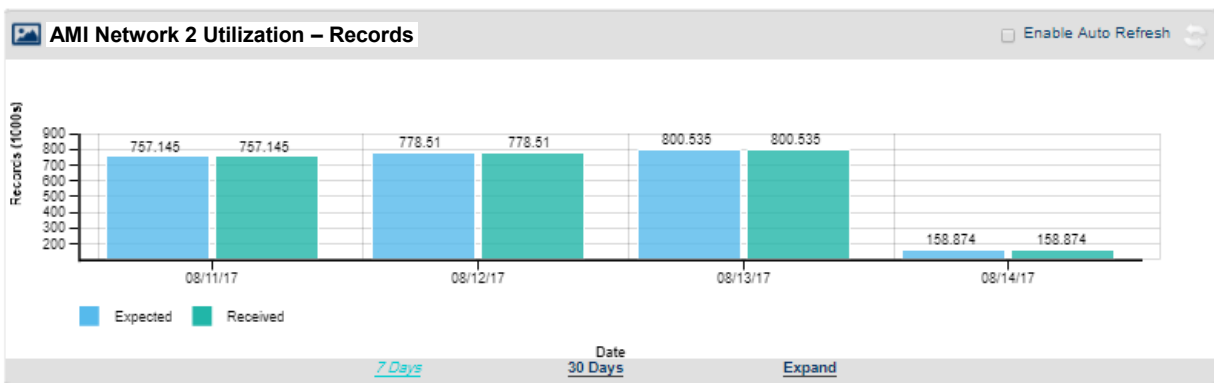 AMI Network 2 Utilization – Records
Enable Auto Refresh
Records (1000s)
900
800
700
600
500
400
300
200
757.145 757.145 778.51 778.51 800.535 800.535 158.874 158.874
08/11/17 08/12/17 08/13/17 08/14/17
Expected Received
Date
7 Days 30 Days Expand